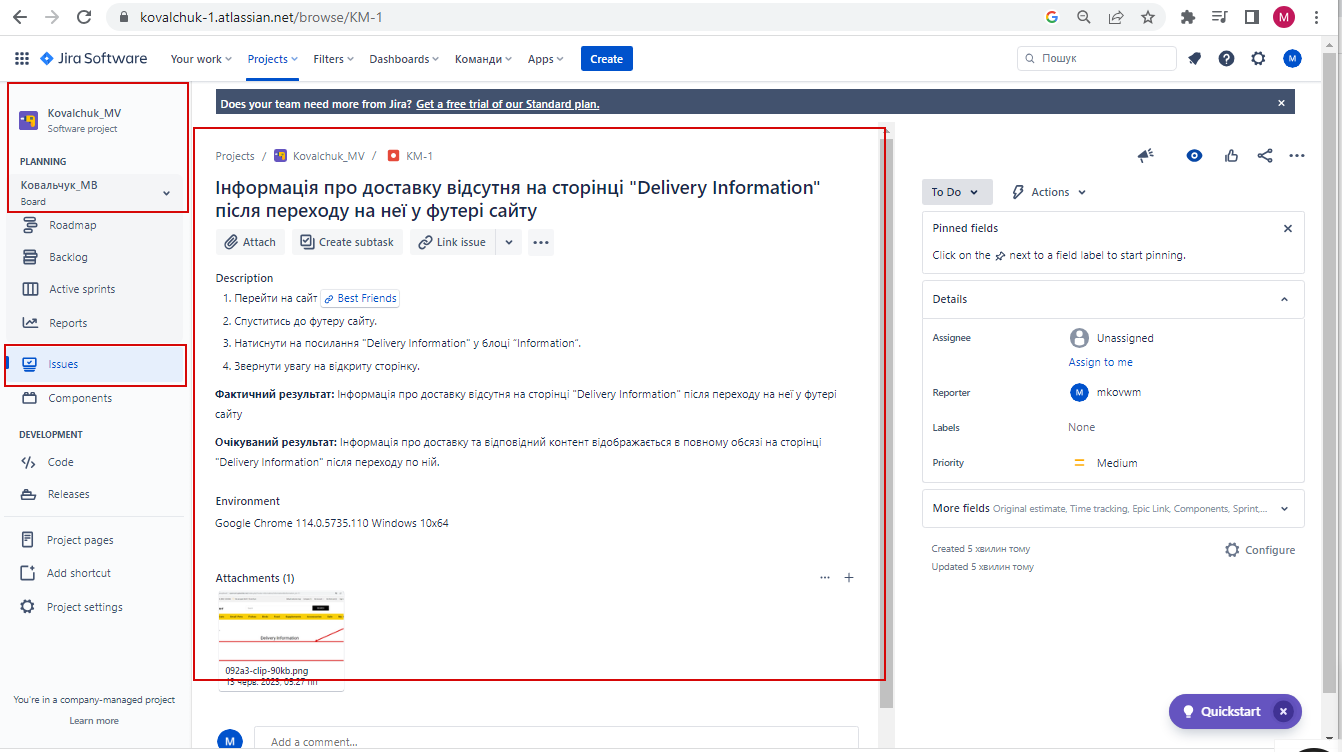 kovalchuk-1.atlassian.net/browse/KM-1
M
Jira Software
Your work
Projects
Filters
Dashboards
Команди
Apps
Create
Пошук
M
Kovalchuk_MV
Software project
PLANNING
Ковальчук_МВ
Board
Roadmap
Backlog
Active sprints
Reports
Issues
Components
DEVELOPMENT
Code
Releases
Project pages
Add shortcut
Project settings
You're in a company-managed project
Learn more
Does your team need more from Jira? Get a free trial of our Standard plan.
Projects / Kovalchuk_MV / KM-1
Інформація про доставку відсутня на сторінці "Delivery Information"
після переходу на неї у футері сайту
Attach
Create subtask
Link issue
Description
1. Перейти на сайт Best Friends
2. Спуститись до футеру сайту.
3. Натиснути на посилання "Delivery Information" у блоці "Information".
4. Звернути увагу на відкриту сторінку.
Фактичний результат: Інформація про доставку відсутня на сторінці "Delivery Information" після переходу на неї у футері
сайту
Очікуваний результат: Інформація про доставку та відповідний контент відображається в повному обсязі на сторінці
"Delivery Information" після переходу по ній.
Environment
Google Chrome 114.0.5735.110 Windows 10x64
Attachments (1)
Delivery Information
092a3-clip-90kb.png
M
Add a comment...
To Do
Actions
Pinned fields
Click on the next to a field label to start pinning.
Details
Assignee
Unassigned
Assign to me
Reporter
M mkovwm
Labels
None
Priority
Medium
More fields Original estimate, Time tracking, Epic Link, Components, Sprint,...
Created 5 хвилин тому
Updated 5 хвилин тому
Configure
Quickstart